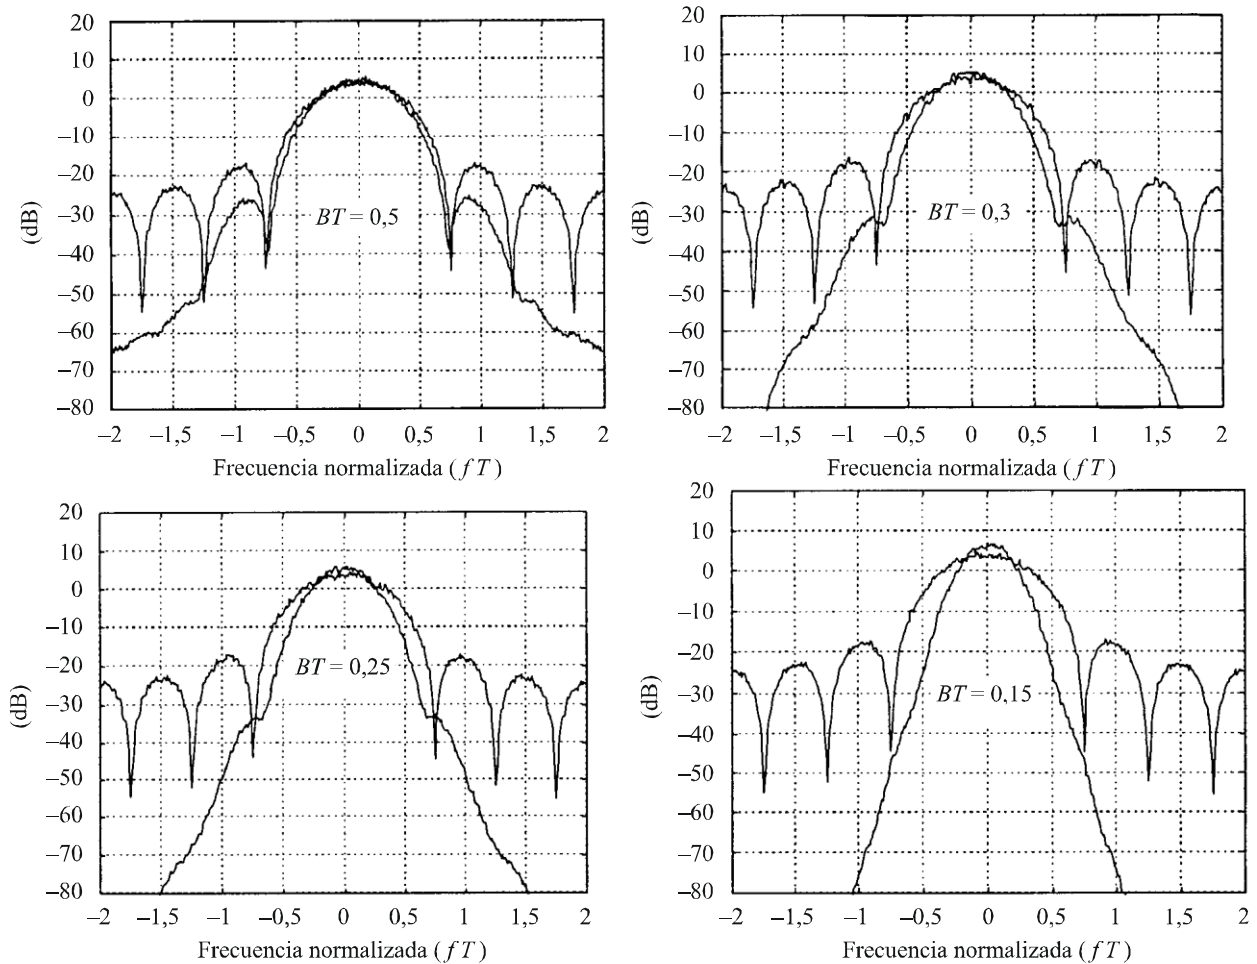 20
10
0
–10
–20
–30
–40
–50
–60
–70
–80
(dB)
BT = 0,5
–2 –1,5 –1 –0,5 0 0,5 1 1,5 2
Frecuencia normalizada (f T)
20
10
0
–10
–20
–30
–40
–50
–60
–70
–80
(dB)
BT = 0,3
–2 –1,5 –1 –0,5 0 0,5 1 1,5 2
Frecuencia normalizada (f T)
20
10
0
–10
–20
–30
–40
–50
–60
–70
–80
(dB)
BT = 0,25
–2 –1,5 –1 –0,5 0 0,5 1 1,5 2
Frecuencia normalizada (f T)
20
10
0
–10
–20
–30
–40
–50
–60
–70
–80
(dB)
BT = 0,15
–2 –1,5 –1 –0,5 0 0,5 1 1,5 2
Frecuencia normalizada (f T)